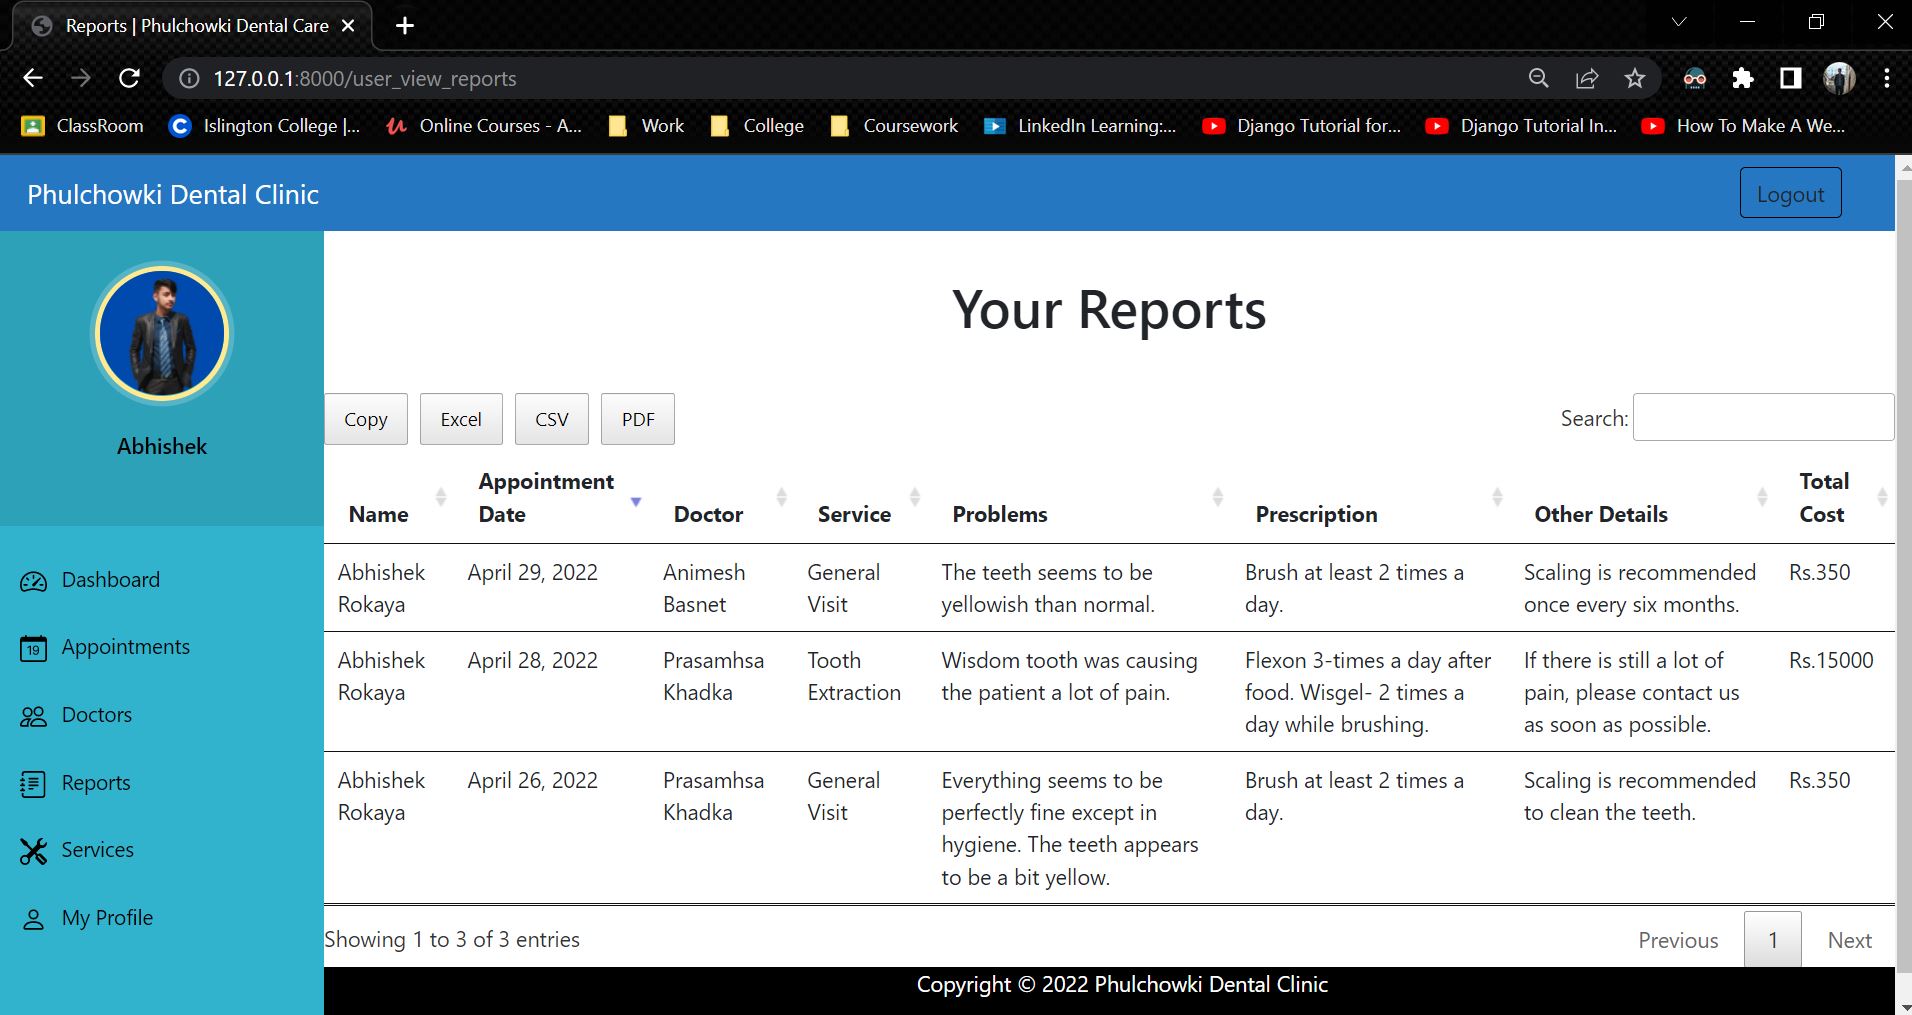 Reports | Phulchowki Dental Care
127.0.0.1:8000/user_view_reports
ClassRoom
Islington College |...
Online Courses - A...
Work
College
Coursework
LinkedIn Learning:...
Django Tutorial for...
Django Tutorial In...
How To Make A We...
Phulchowki Dental Clinic
Logout
Abhishek
Dashboard
19
Appointments
Doctors
Reports
Services
My Profile
Your Reports
Copy Excel CSV PDF
Search:
Name
Appointment
Date
Doctor
Service
Problems
Prescription
Other Details
Total
Cost
Abhishek
Rokaya
April 29, 2022
Animesh
Basnet
General
Visit
The teeth seems to be
yellowish than normal.
Brush at least 2 times a
day.
Scaling is recommended
once every six months.
Rs.350
Abhishek
Rokaya
April 28, 2022
Prasamhsa
Khadka
Tooth
Extraction
Wisdom tooth was causing
the patient a lot of pain.
Flexon 3-times a day after
food. Wisgel- 2 times a
day while brushing.
If there is still a lot of
pain, please contact us
as soon as possible.
Rs.15000
Abhishek
Rokaya
April 26, 2022
Prasamhsa
Khadka
General
Visit
Everything seems to be
perfectly fine except in
hygiene. The teeth appears
to be a bit yellow.
Brush at least 2 times a
day.
Scaling is recommended
to clean the teeth.
Rs.350
Showing 1 to 3 of 3 entries
Previous 1 Next
Copyright © 2022 Phulchowki Dental Clinic